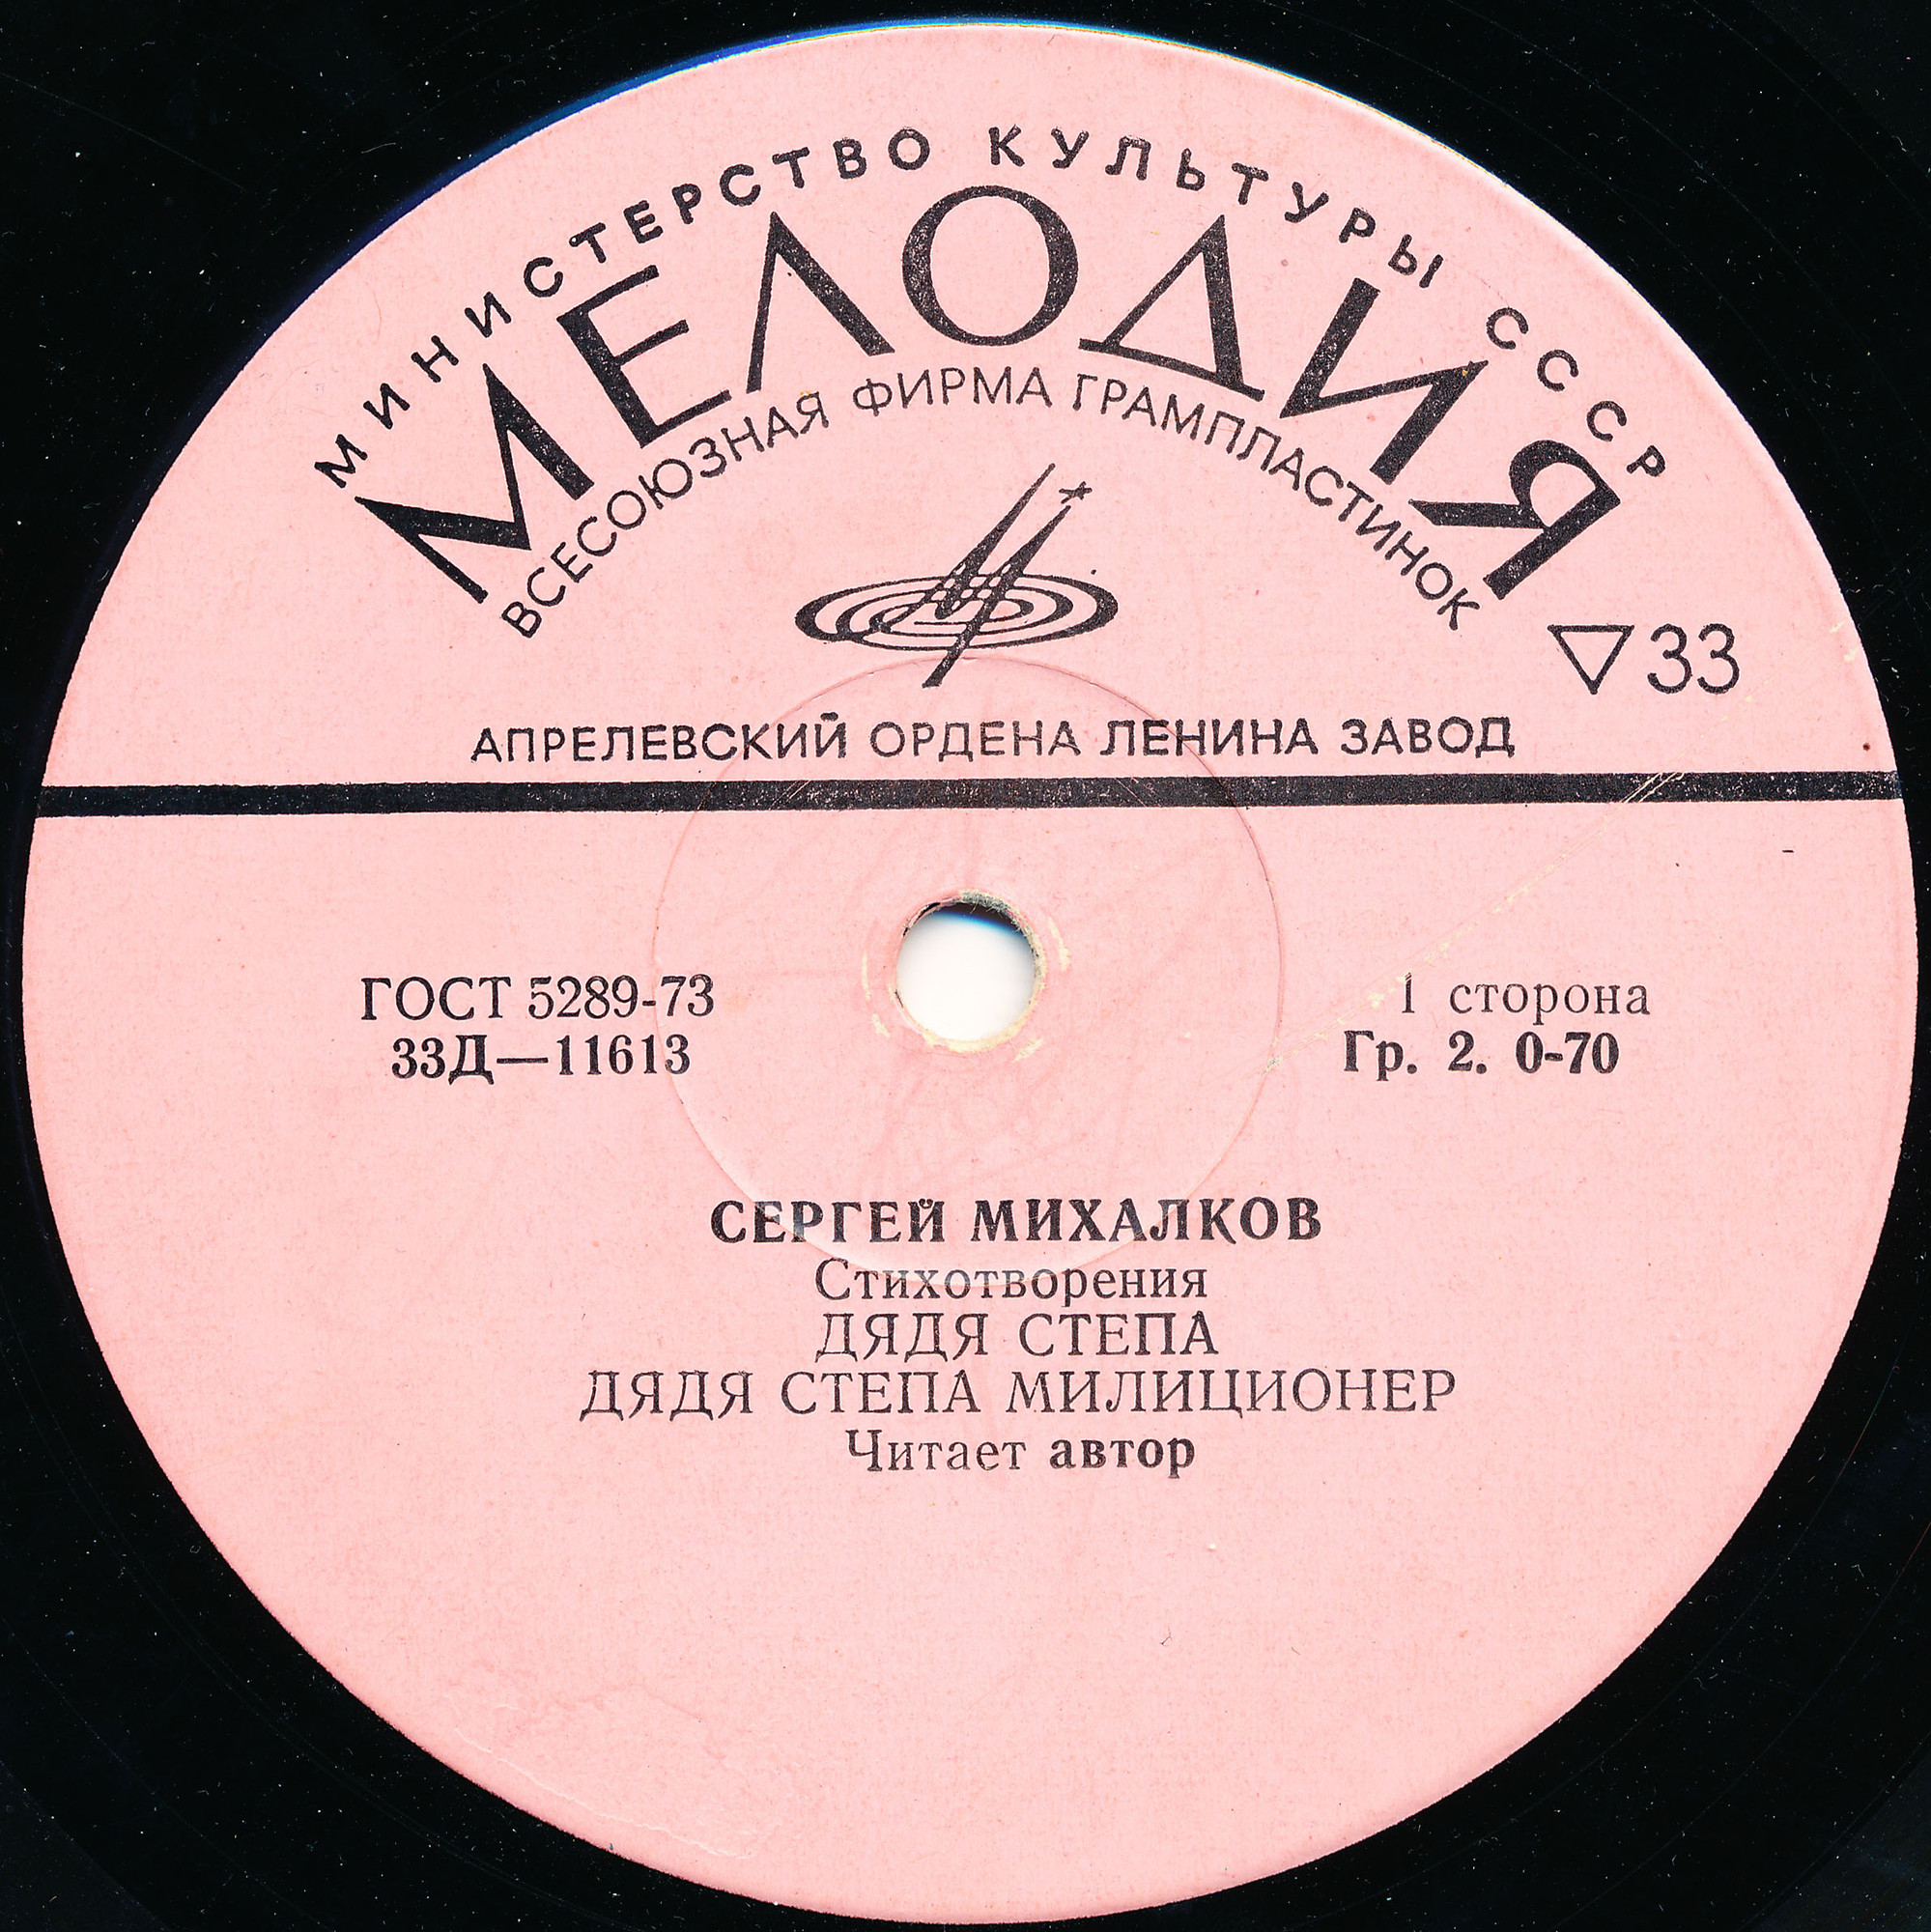 МИНИСТЕРСТВО КУЛЬТУРЫ СССР
МЕЛОДИЯ
ВСЕСОЮЗНАЯ ФИРМА ГРАМПЛАСТИНОК
33
АПРЕЛЕВСКИЙ ОРДЕНА ЛЕНИНА ЗАВОД
ГОСТ 5289-73
33Д—11613
1 сторона
Гр. 2. 0-70
СЕРГЕЙ МИХАЛКОВ
Стихотворения
ДЯДЯ СТЕПА
ДЯДЯ СТЕПА МИЛИЦИОНЕР
Читает автор